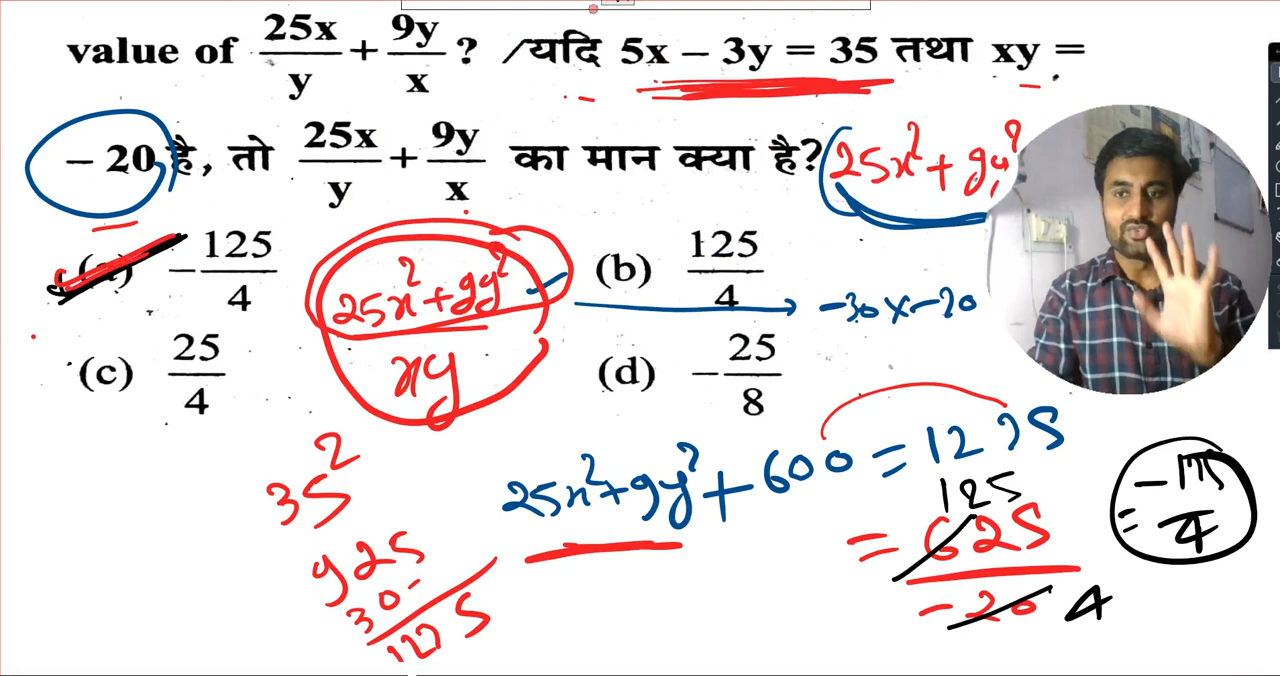 value of 25x/y + 9y/x ? /यदि 5x – 3y = 35 तथा xy =
– 20 है, तो 25x/y + 9y/x का मान क्या है? 25x² + 9y²
(a) – 125/4
(b) 125/4
25x² + 9y² / xy
-30 x -20
(c) 25/4
(d) – 25/8
35²
25x² + 9y² + 600 = 1225
925
30
1225
125
= 625 / -20 4
= -125/4